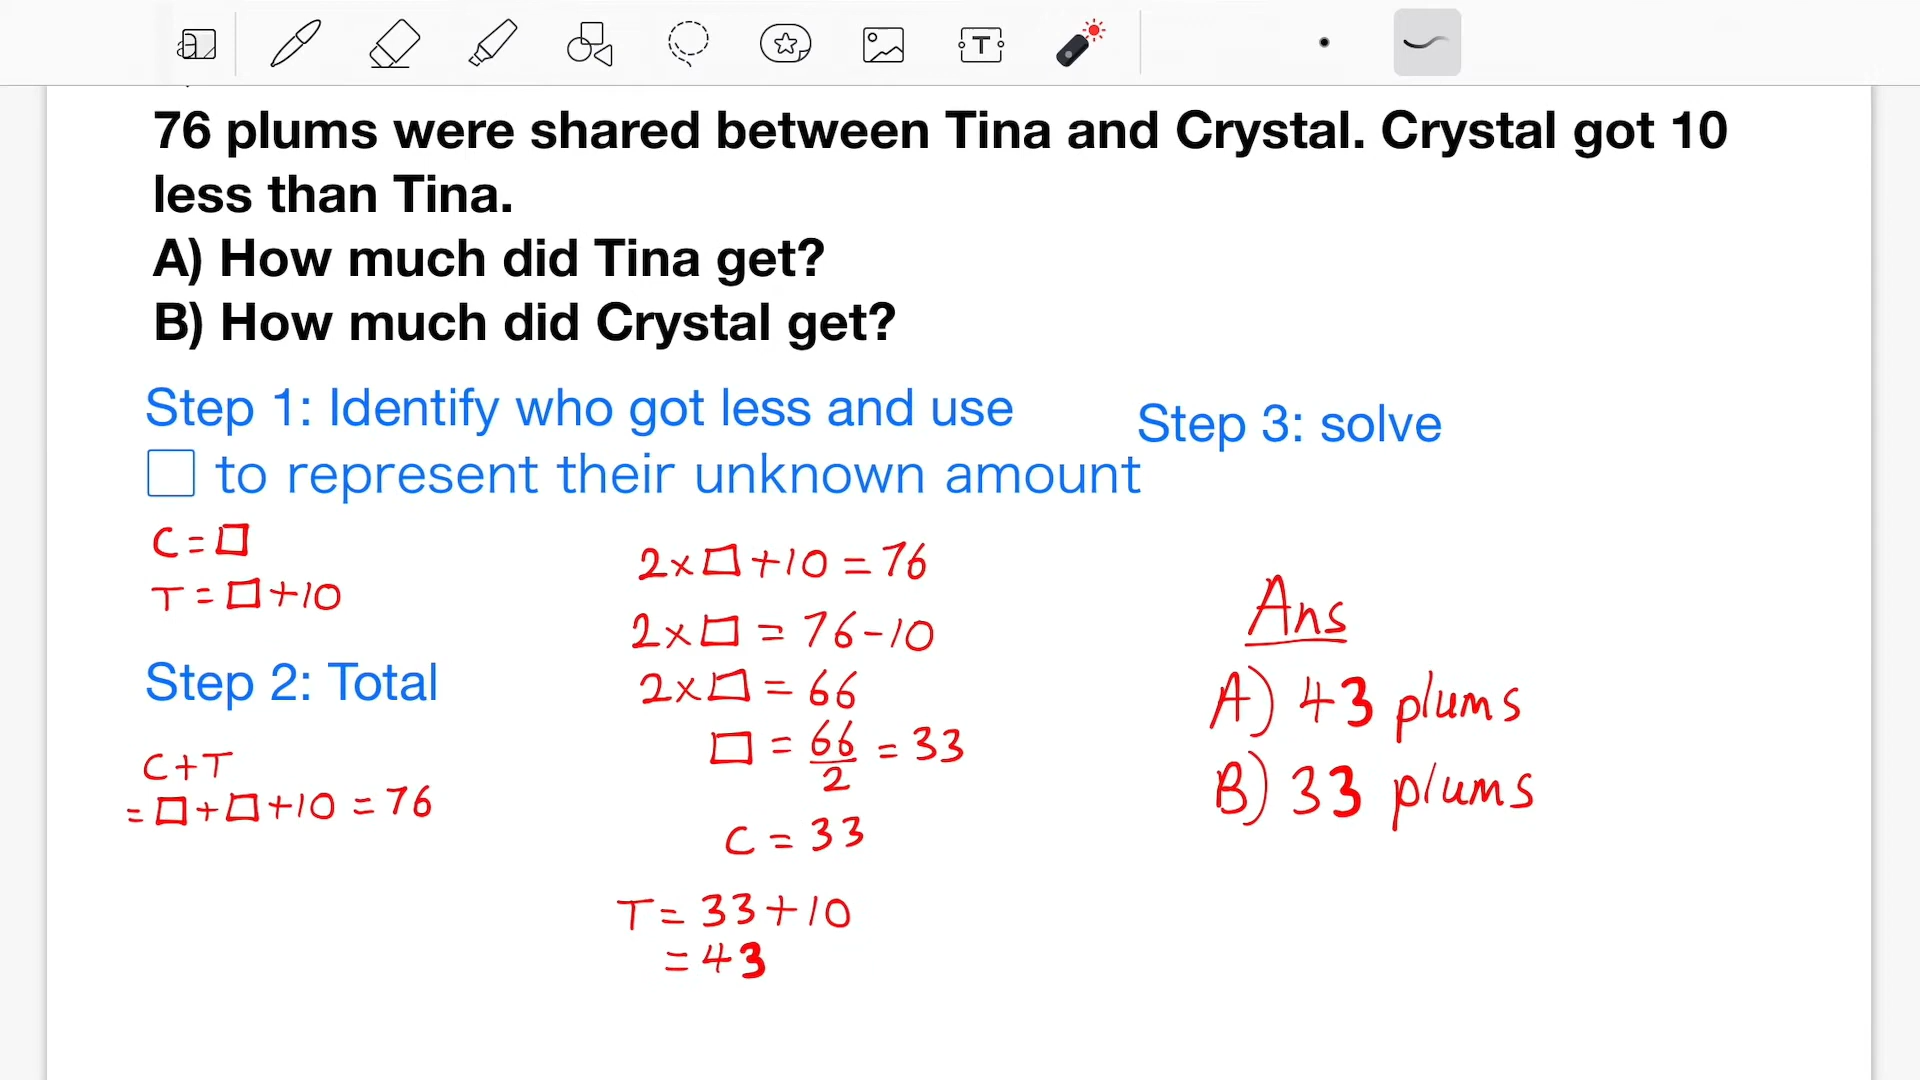 76 plums were shared between Tina and Crystal. Crystal got 10
less than Tina.
A) How much did Tina get?
B) How much did Crystal get?
Step 1: Identify who got less and use
□ to represent their unknown amount
C = □
T = □ + 10
Step 2: Total
C + T
= □ + □ + 10 = 76
2 × □ + 10 = 76
2 × □ = 76 - 10
2 × □ = 66
□ = 66/2 = 33
C = 33
T = 33 + 10
= 43
Step 3: solve
Ans
A) 43 plums
B) 33 plums